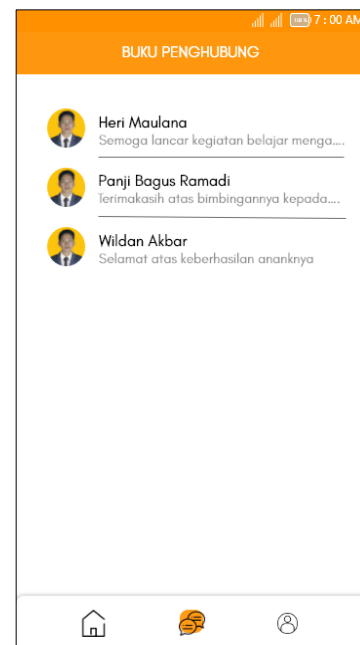 100% 7 : 00 AM
BUKU PENGHUBUNG
Heri Maulana
Semoga lancar kegiatan belajar menga....
Panji Bagus Ramadi
Terimakasih atas bimbingannya kepada....
Wildan Akbar
Selamat atas keberhasilan ananknya